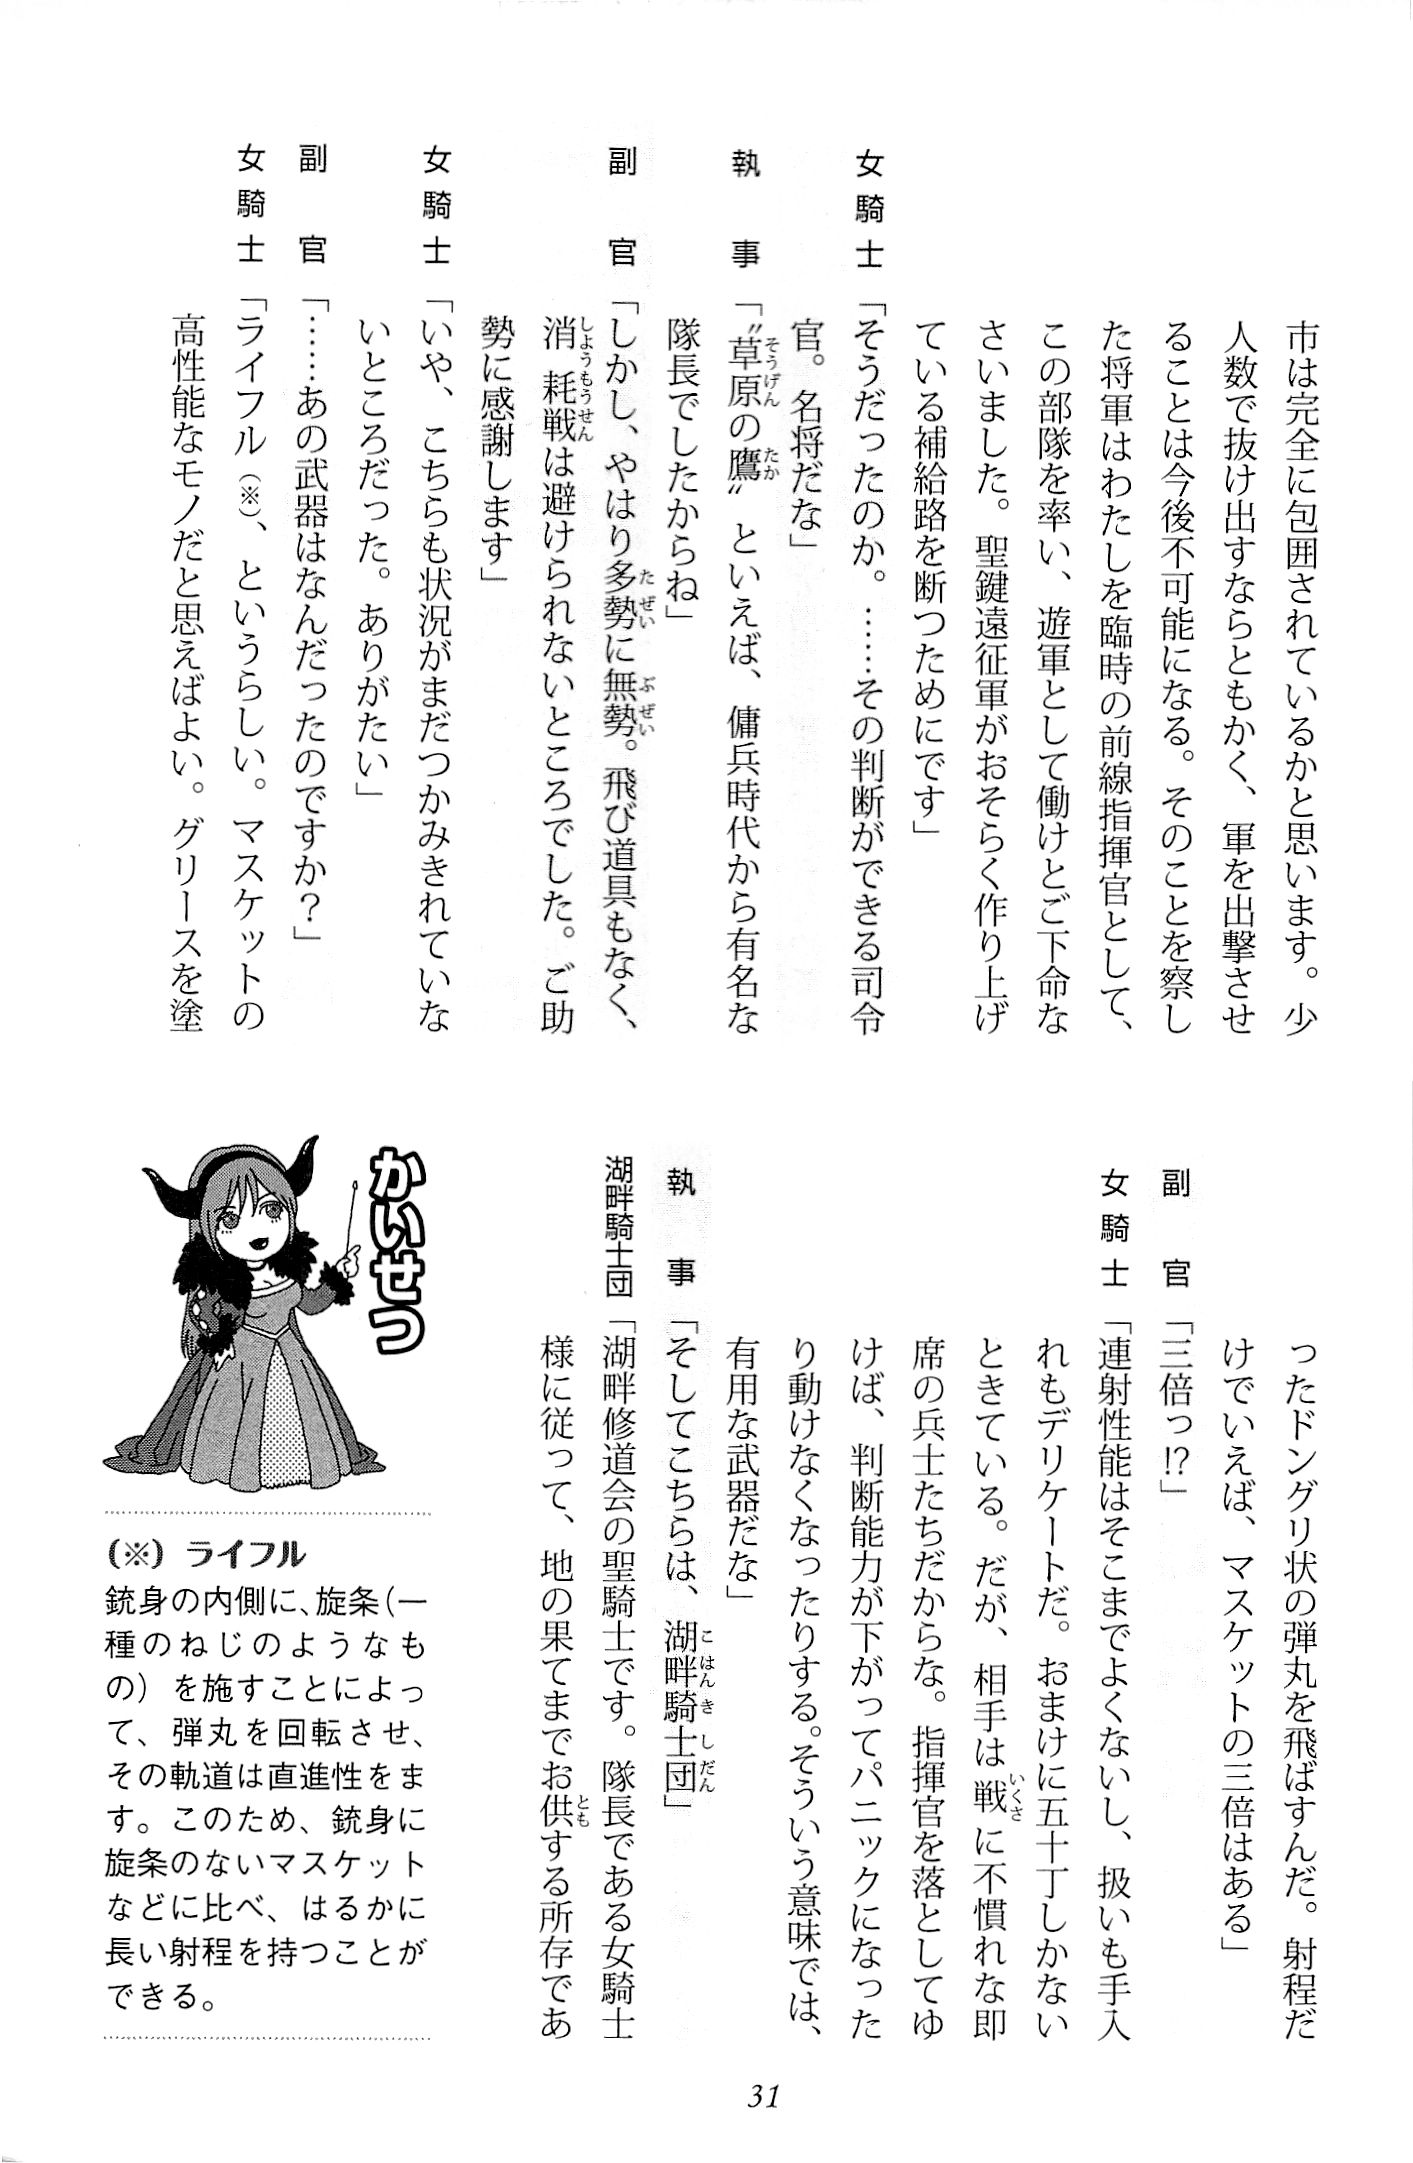 市は完全に包囲されているかと思います。少
人数で抜け出すならともかく、軍を出撃させ
ることは今後不可能になる。そのことを察し
た将軍はわたしを臨時の前線指揮官として、
この部隊を率い、遊軍として働けとご下命な
さいました。聖鍵遠征軍がおそらく作り上げ
ている補給路を断つためにです」
女騎士「そうだったのか。……その判断ができる司令
官。名将だな」
執事「〝草原の鷹〟といえば、傭兵時代から有名な
隊長でしたからね」
副官「しかし、やはり多勢に無勢。飛び道具もなく、
消耗戦は避けられないところでした。ご助
勢に感謝します」
女騎士「いや、こちらも状況がまだつかみきれていな
いところだった。ありがたい」
副官「……あの武器はなんだったのですか？」
女騎士「ライフル（※）、というらしい。マスケットの
高性能なモノだと思えばよい。グリースを塗
ったドングリ状の弾丸を飛ばすんだ。射程だ
けでいえば、マスケットの三倍はある」
副官「三倍っ!?」
女騎士「連射性能はそこまでよくないし、扱いも手入
れもデリケートだ。おまけに五十丁しかない
ときている。だが、相手は戦に不慣れな即
席の兵士たちだからな。指揮官を落としてゆ
けば、判断能力が下がってパニックになった
り動けなくなったりする。そういう意味では、
有用な武器だな」
執事「そしてこちらは、湖畔騎士団」
湖畔騎士団「湖畔修道会の聖騎士です。隊長である女騎士
様に従って、地の果てまでお供する所存であ
かいせつ
（※）ライフル
銃身の内側に、旋条（一
種のねじのようなも
の）を施すことによっ
て、弾丸を回転させ、
その軌道は直進性をま
す。このため、銃身に
旋条のないマスケット
などに比べ、はるかに
長い射程を持つことが
できる。
31